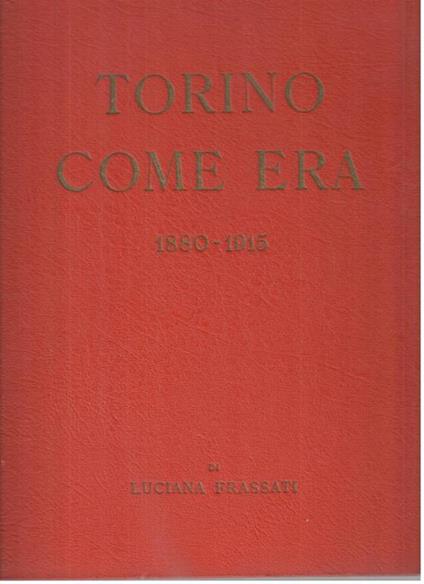 TORINO
COME ERA
1880-1915
DI
LUCIANA FRASSATI